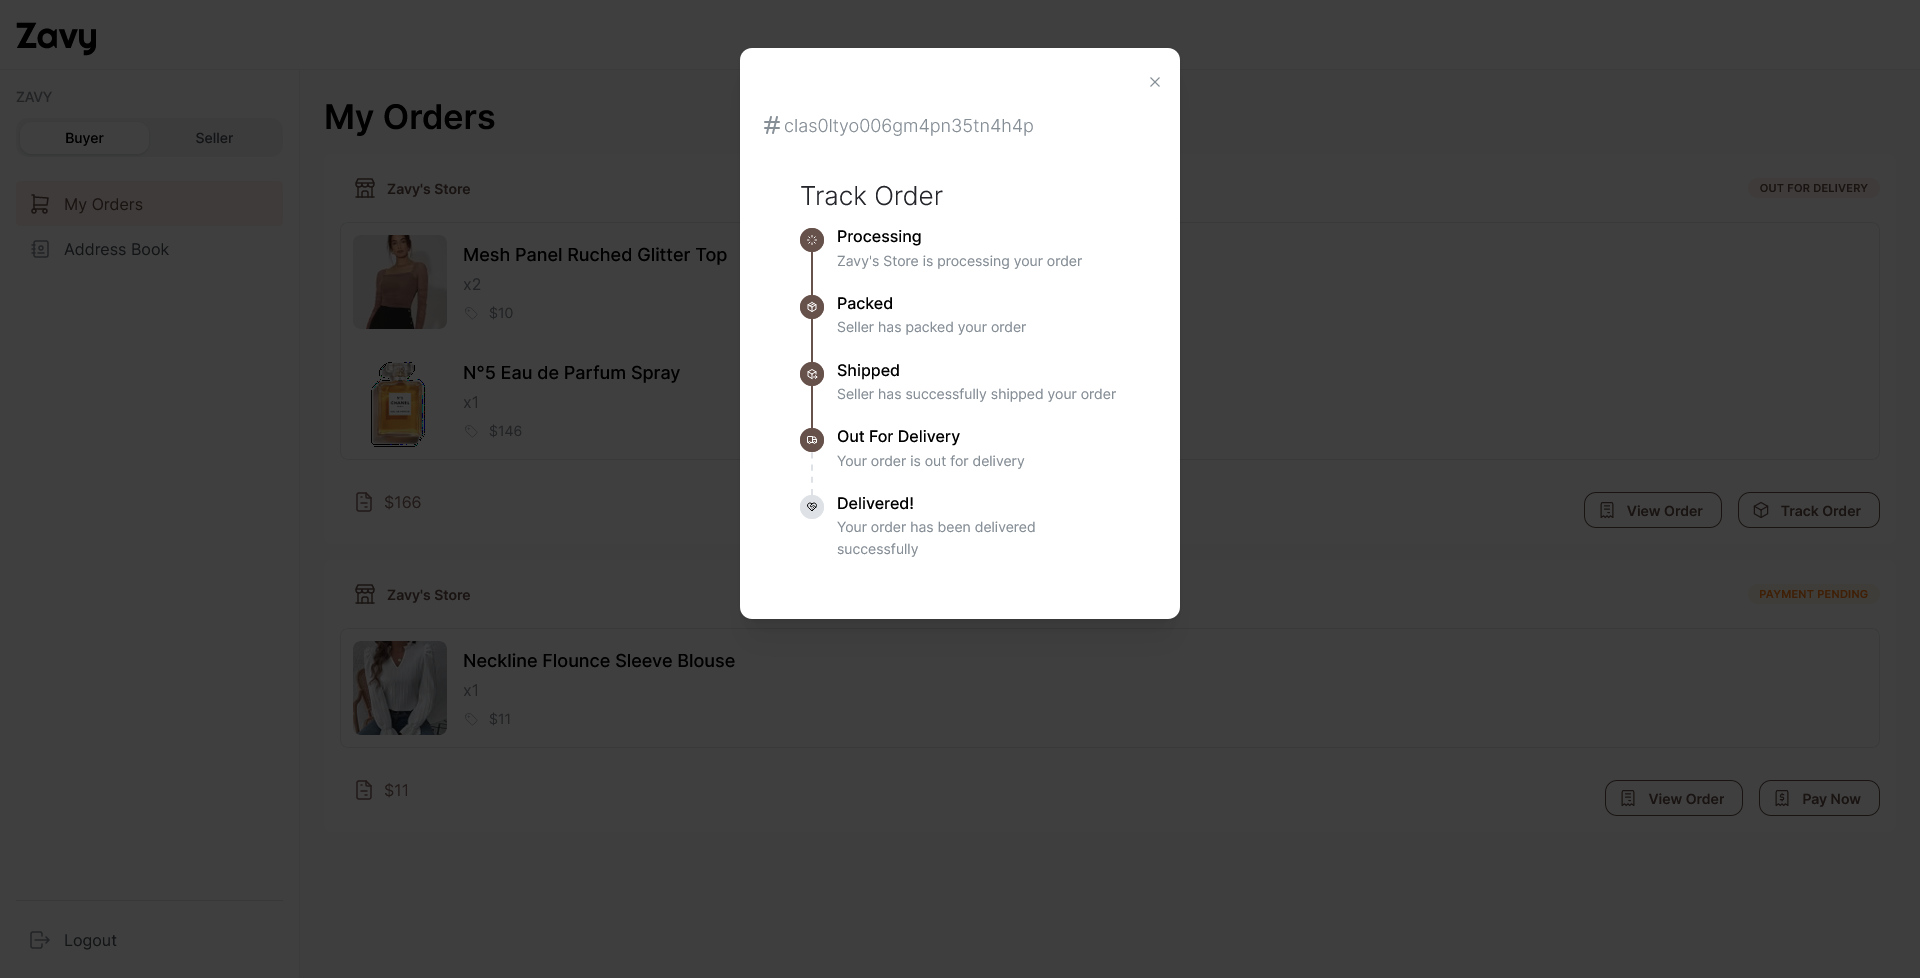 Zavy
ZAVY
Buyer
Seller
My Orders
Address Book
Logout
My Orders
Zavy's Store
OUT FOR DELIVERY
Mesh Panel Ruched Glitter Top
x2
$10
N°5 Eau de Parfum Spray
x1
$146
$166
View Order
Track Order
Zavy's Store
PAYMENT PENDING
Neckline Flounce Sleeve Blouse
x1
$11
$11
View Order
Pay Now
#clas0ltyo006gm4pn35tn4h4p
Track Order
Processing
Zavy's Store is processing your order
Packed
Seller has packed your order
Shipped
Seller has successfully shipped your order
Out For Delivery
Your order is out for delivery
Delivered!
Your order has been delivered
successfully